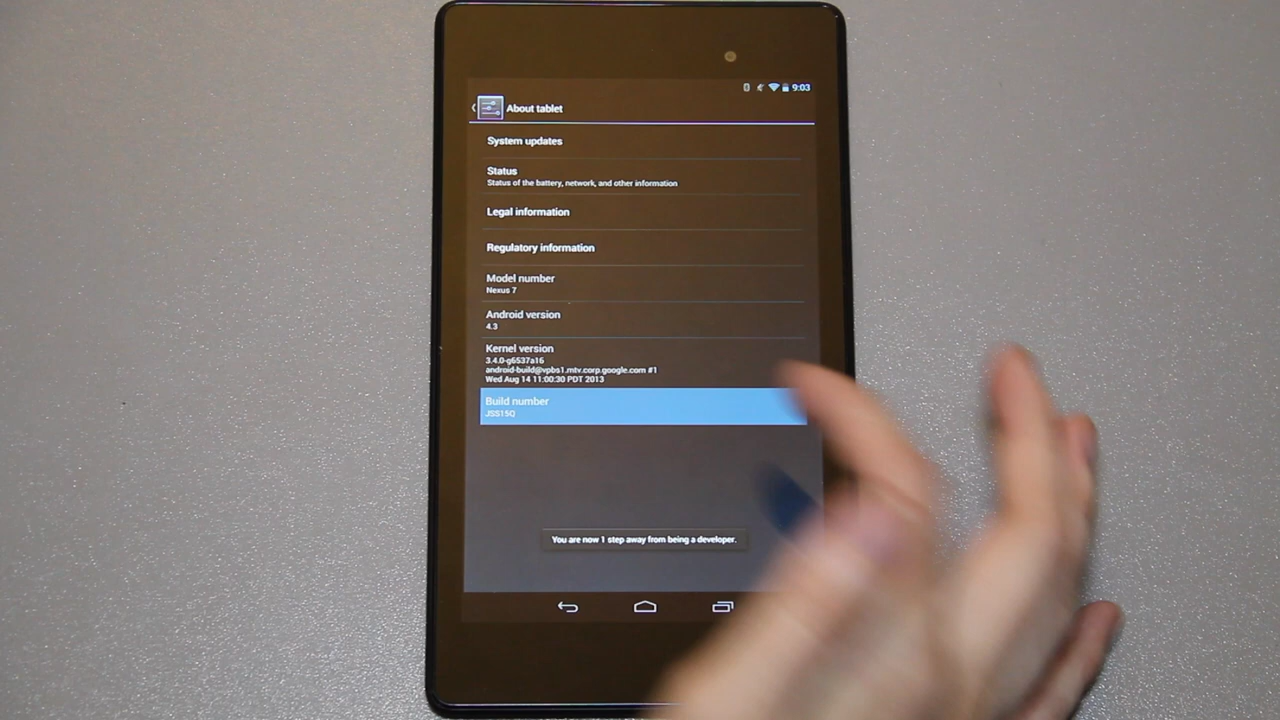 9:03
About tablet
System updates
Status
Status of the battery, network, and other information
Legal information
Regulatory information
Model number
Nexus 7
Android version
4.3
Kernel version
3.4.0-g6537a16
android-build@vpbs1.mtv.corp.google.com #1
Wed Aug 14 11:00:30 PDT 2013
Build number
JSS15Q
You are now 1 step away from being a developer.